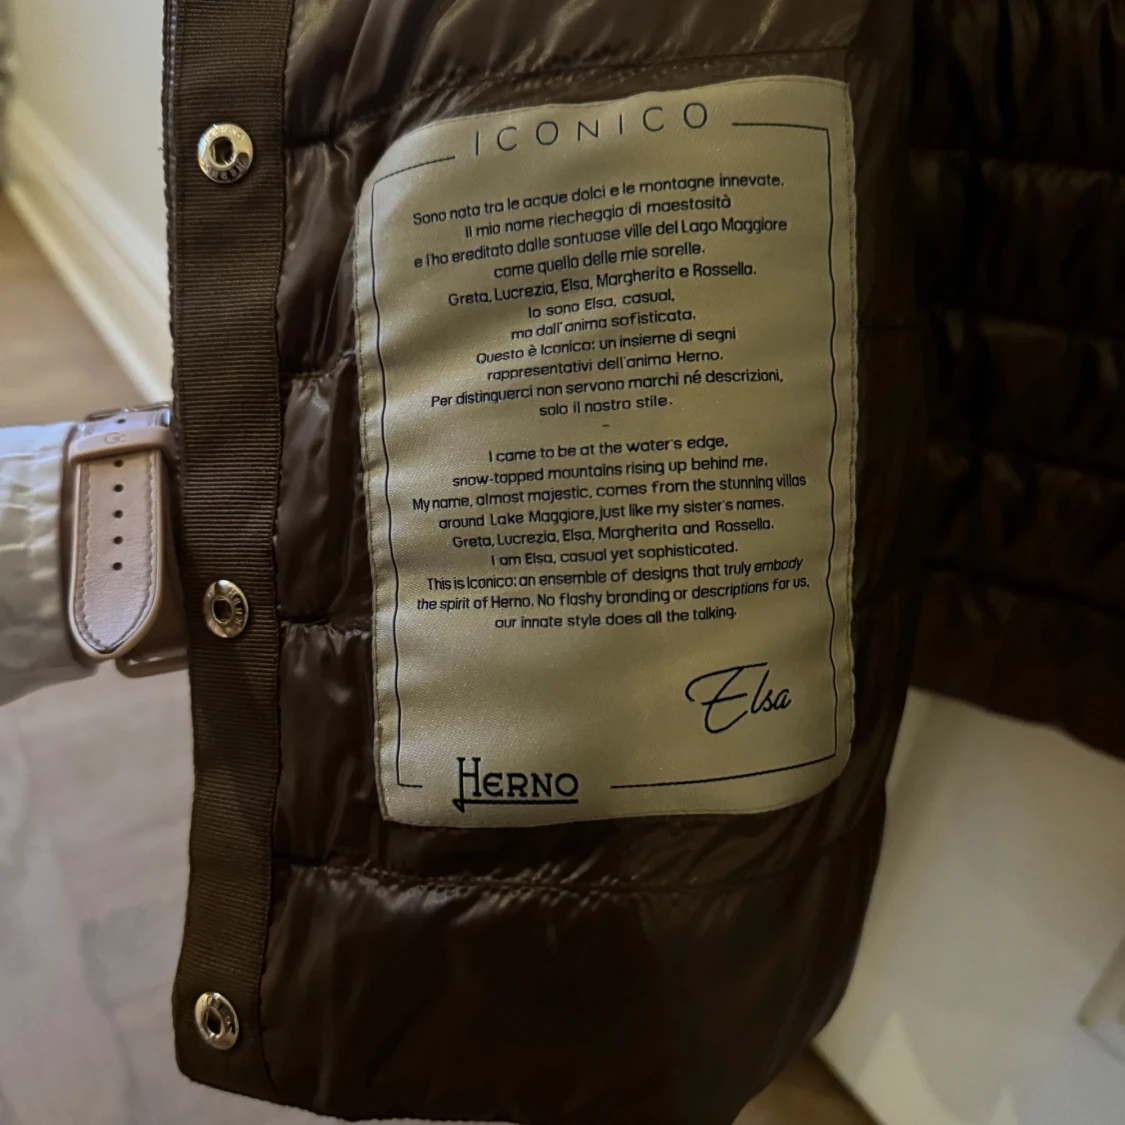 ICONICO
Sono nata tra le acque dolci e le montagne innevate.
Il mio nome riecheggia di maestosità
e l'ho ereditato dalle sontuose ville del Lago Maggiore
come quello delle mie sorelle.
Greta, Lucrezia, Elsa, Margherita e Rossella.
Io sono Elsa, casual,
ma dall'anima sofisticata.
Questo è Iconico: un insieme di segni
rappresentativi dell'anima Herno.
Per distinguerci non servono marchi né descrizioni,
solo il nostro stile.
-
I came to be at the water's edge,
snow-topped mountains rising up behind me.
My name, almost majestic, comes from the stunning villas
around Lake Maggiore, just like my sister's names.
Greta, Lucrezia, Elsa, Margherita and Rossella.
I am Elsa, casual yet sophisticated.
This is Iconico: an ensemble of designs that truly embody
the spirit of Herno. No flashy branding or descriptions for us,
our innate style does all the talking.
Elsa
HERNO